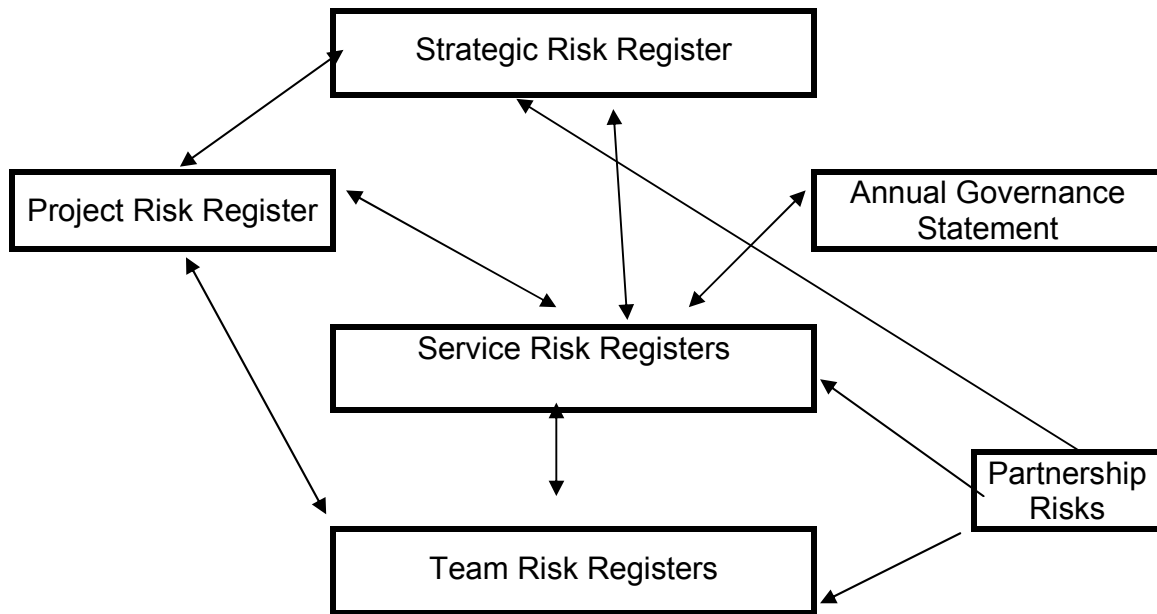 Strategic Risk Register
Project Risk Register
Annual Governance
Statement
Service Risk Registers
Partnership
Risks
Team Risk Registers